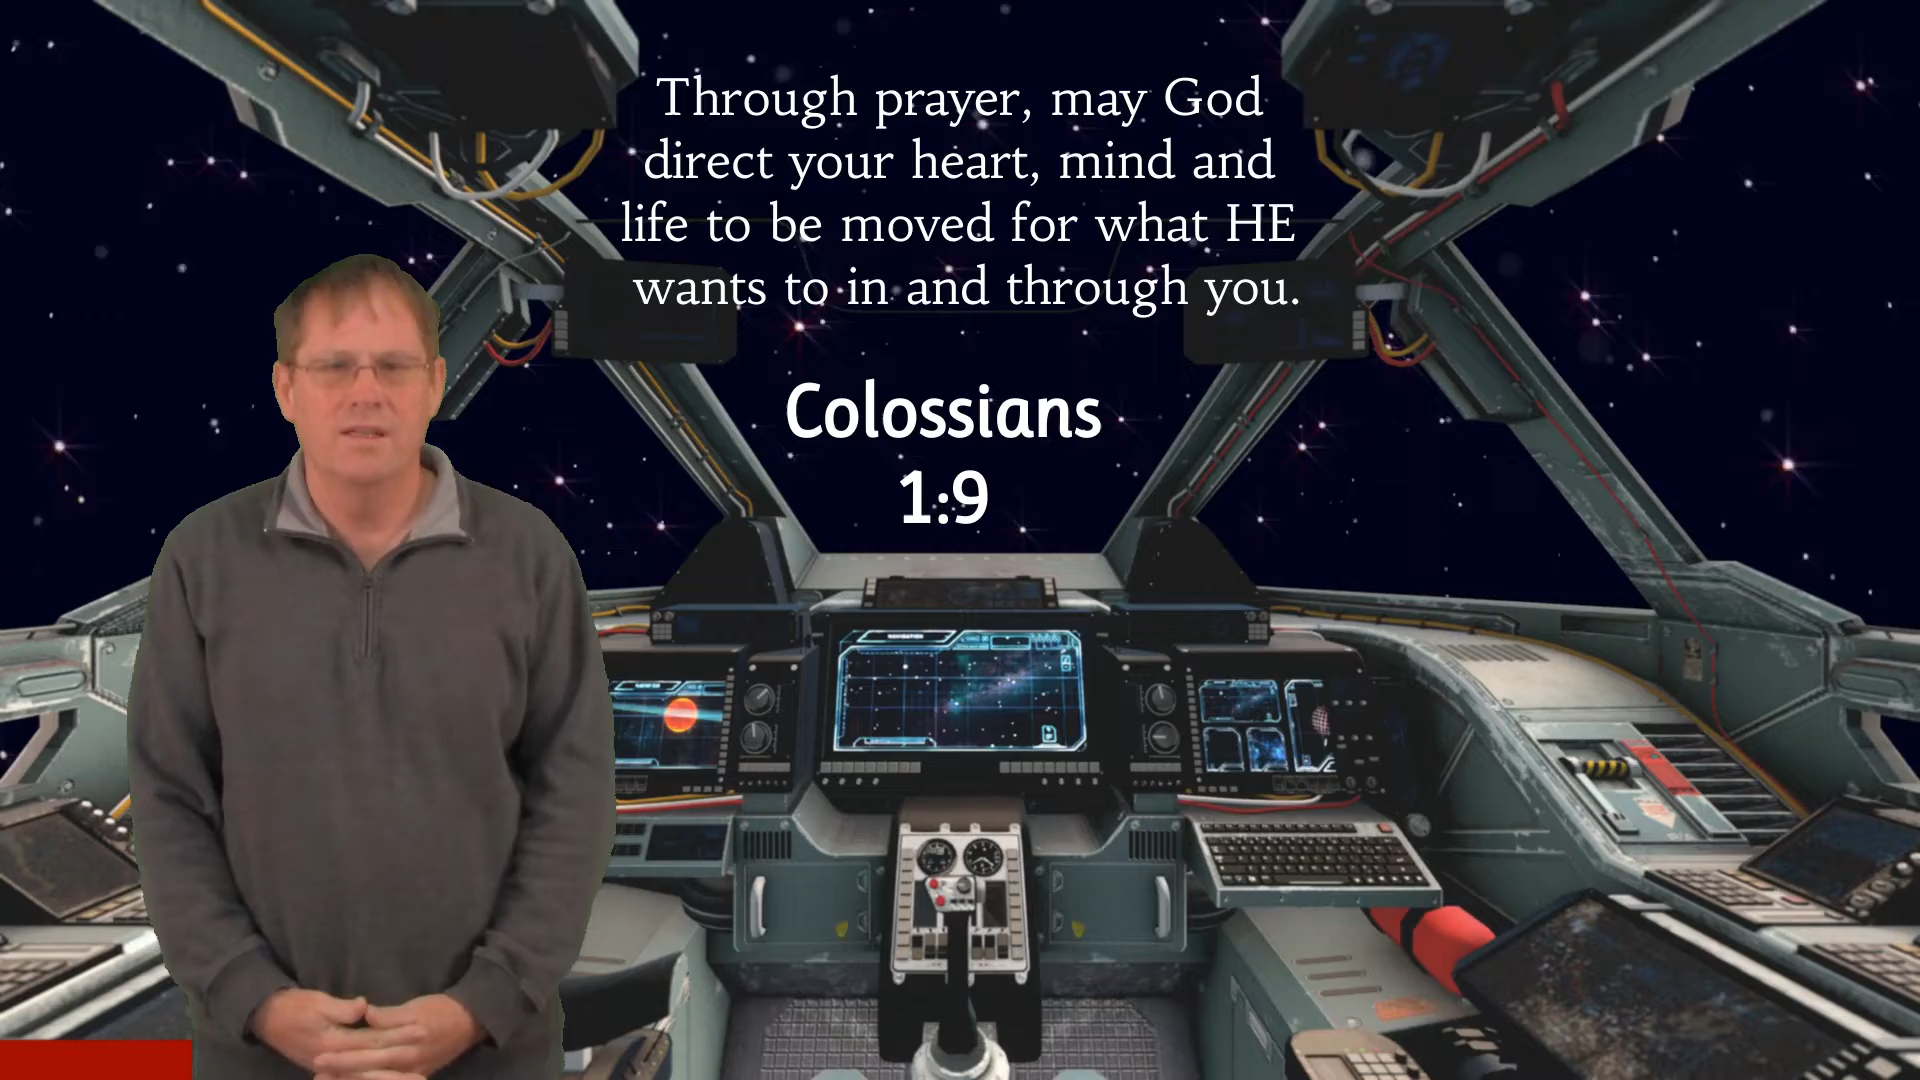 Through prayer, may God
direct your heart, mind and
life to be moved for what HE
wants to in and through you.
Colossians
1:9
NAVIGATION